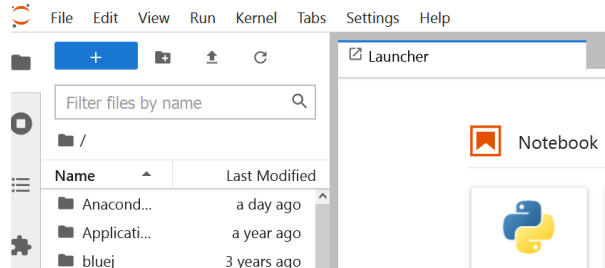 File Edit View Run Kernel Tabs Settings Help
+
Launcher
Filter files by name
/
Notebook
Name Last Modified
Anacond... a day ago
Applicati... a year ago
bluej 3 years ago